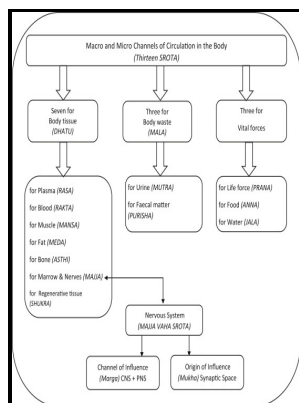 Macro and Micro Channels of Circulation in the Body
(Thirteen SROTA)
Seven for
Body tissue
(DHATU)
Three for
Body waste
(MALA)
Three for
Vital forces
for Plasma (RASA)
for Blood (RAKTA)
for Muscle (MANSA)
for Fat (MEDA)
for Bone (ASTHI)
for Marrow & Nerves (MAJJA)
for Regenerative tissue
(SHUKRA)
for Urine (MUTRA)
for Faecal matter
(PURISHA)
for Life force (PRANA)
for Food (ANNA)
for Water (JALA)
Nervous System
(MAJJA VAHA SROTA)
Channel of Influence
(Marga) CNS + PNS
Origin of Influence
(Mukha) Synaptic Space